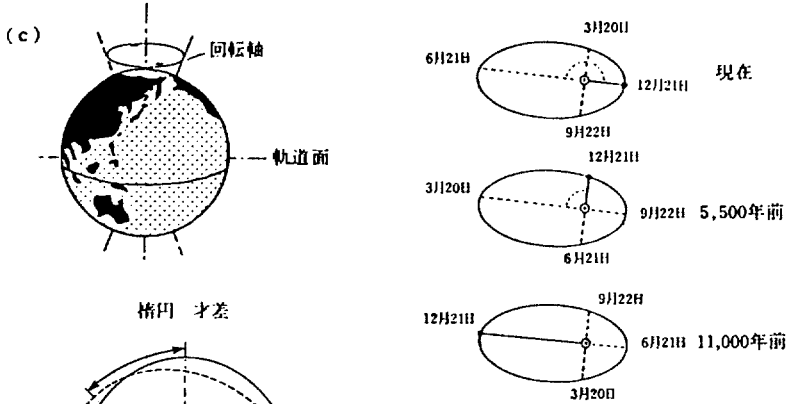 (c)
回転軸
軌道面
楕円 才差
3月20日
6月21日
12月21日
現在
9月22日
12月21日
3月20日
9月22日 5,500年前
6月21日
9月22日
12月21日
6月21日 11,000年前
3月20日